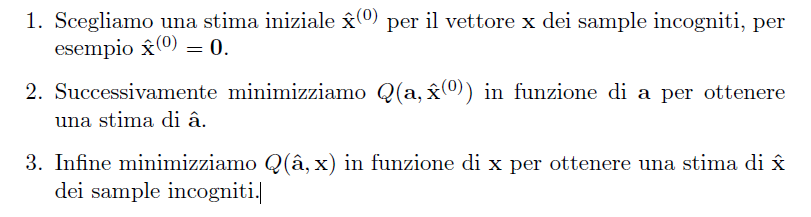 1. Scegliamo una stima iniziale x̂⁽⁰⁾ per il vettore x dei sample incogniti, per
esempio x̂⁽⁰⁾ = 0.
2. Successivamente minimizziamo Q(a, x̂⁽⁰⁾) in funzione di a per ottenere
una stima di â.
3. Infine minimizziamo Q(â, x) in funzione di x per ottenere una stima di x̂
dei sample incogniti.